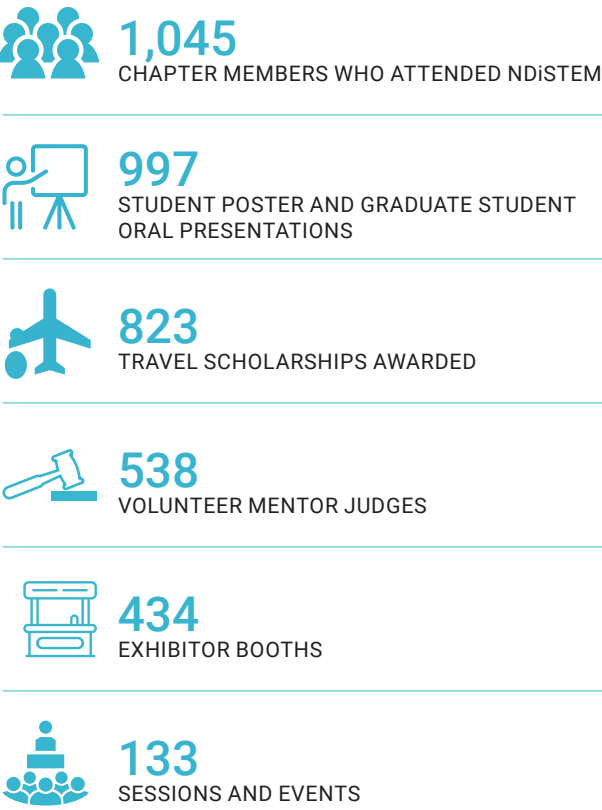 1,045
CHAPTER MEMBERS WHO ATTENDED NDiSTEM
997
STUDENT POSTER AND GRADUATE STUDENT
ORAL PRESENTATIONS
823
TRAVEL SCHOLARSHIPS AWARDED
538
VOLUNTEER MENTOR JUDGES
434
EXHIBITOR BOOTHS
133
SESSIONS AND EVENTS